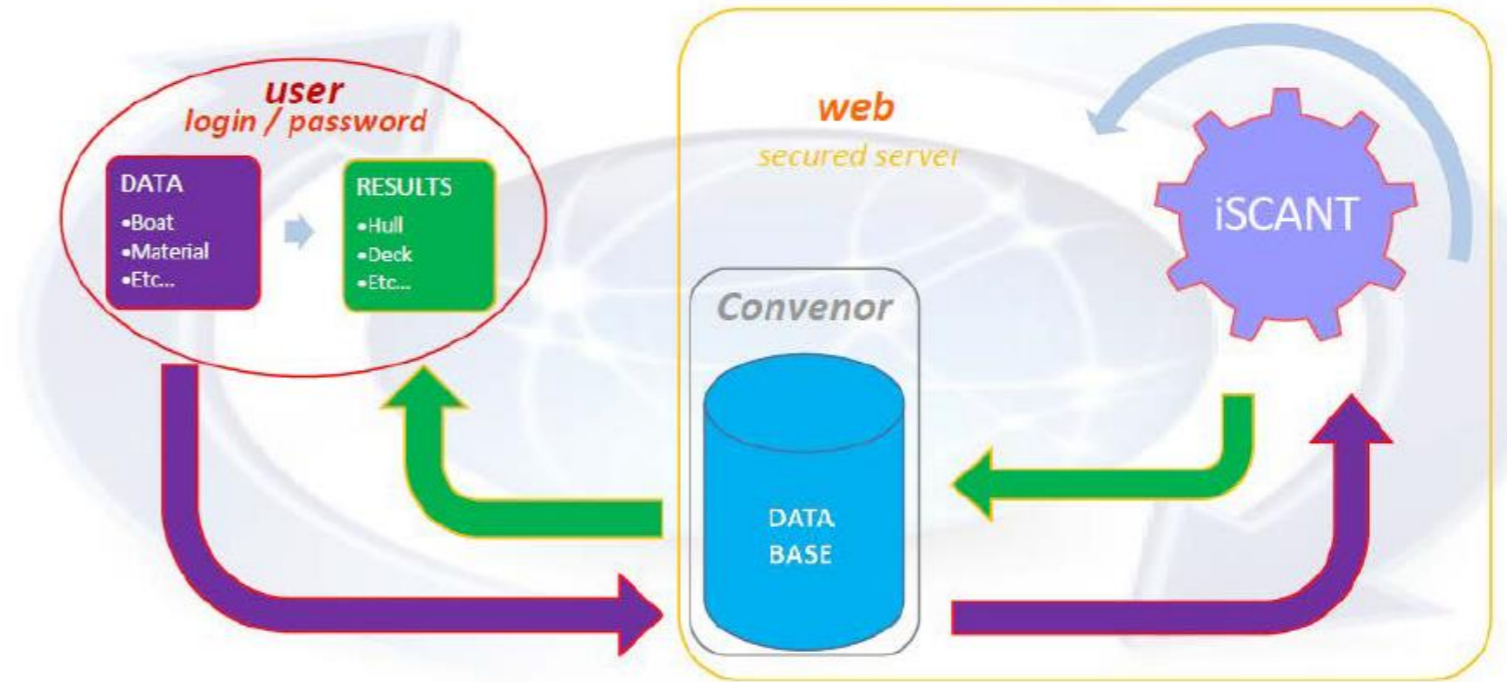 user
login / password
DATA
•Boat
•Material
•Etc...
RESULTS
•Hull
•Deck
•Etc...
web
secured server
iSCANT
Convenor
DATA
BASE